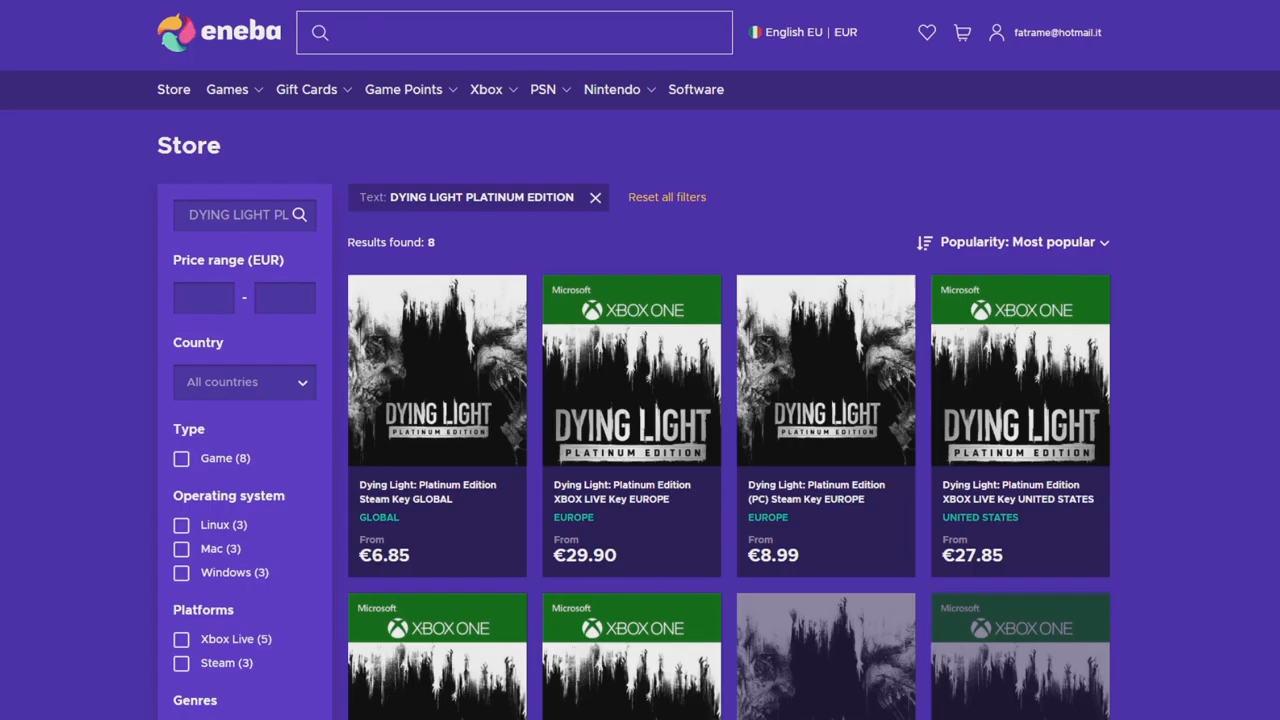 eneba
English EU | EUR
fatrame@hotmail.it
Store
Games
Gift Cards
Game Points
Xbox
PSN
Nintendo
Software
Store
DYING LIGHT PL
Price range (EUR)
-
Country
All countries
Type
Game (8)
Operating system
Linux (3)
Mac (3)
Windows (3)
Platforms
Xbox Live (5)
Steam (3)
Genres
Text: DYING LIGHT PLATINUM EDITION
Reset all filters
Results found: 8
Popularity: Most popular
DYING LIGHT
PLATINUM EDITION
Dying Light: Platinum Edition
Steam Key GLOBAL
GLOBAL
From
€6.85
Microsoft
XBOX ONE
DYING LIGHT
PLATINUM EDITION
Dying Light: Platinum Edition
XBOX LIVE Key EUROPE
EUROPE
From
€29.90
DYING LIGHT
PLATINUM EDITION
Dying Light: Platinum Edition
(PC) Steam Key EUROPE
EUROPE
From
€8.99
Microsoft
XBOX ONE
DYING LIGHT
PLATINUM EDITION
Dying Light: Platinum Edition
XBOX LIVE Key UNITED STATES
UNITED STATES
From
€27.85
Microsoft
XBOX ONE
Microsoft
XBOX ONE
Microsoft
XBOX ONE